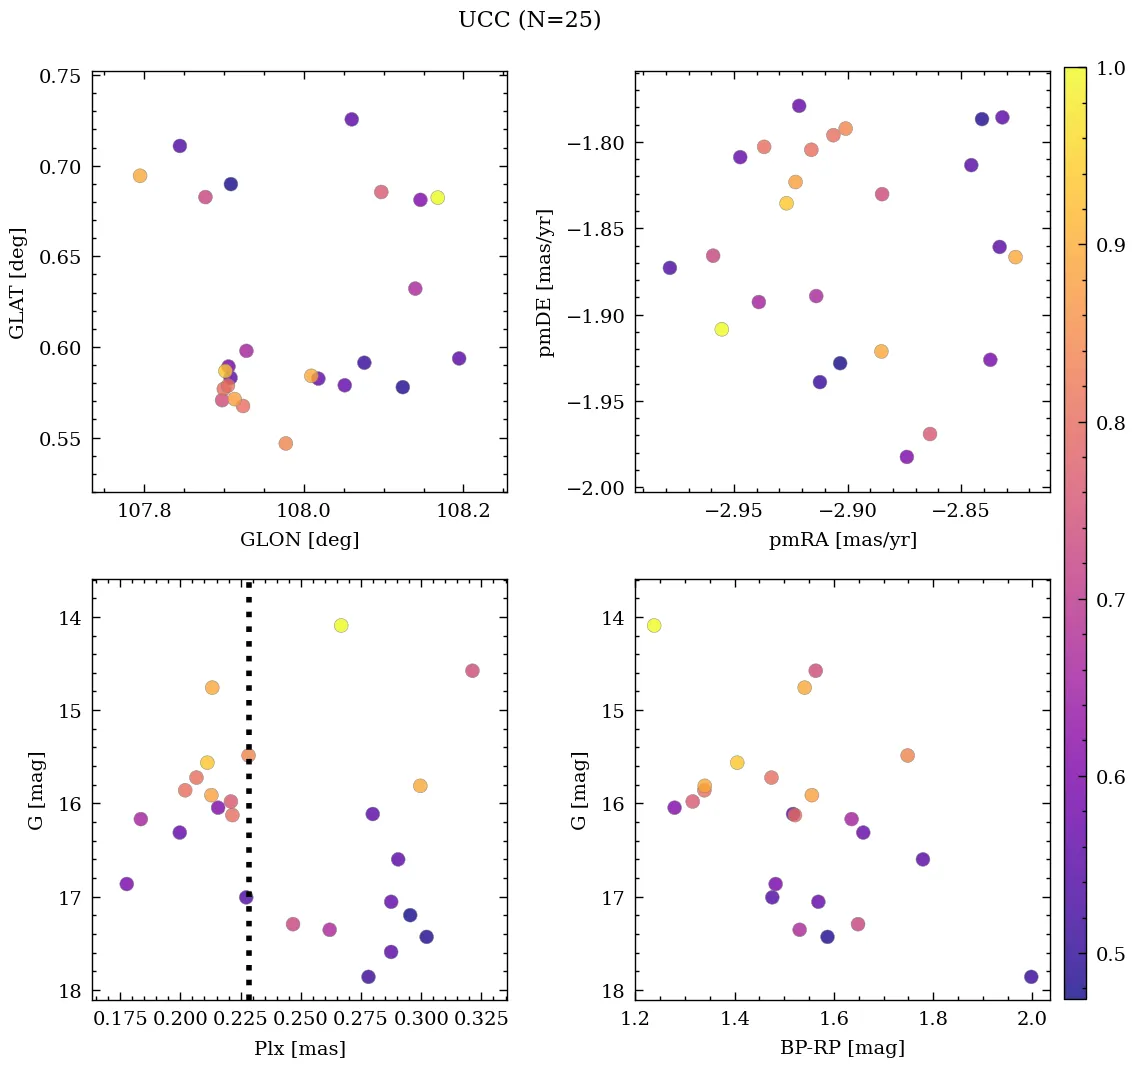 UCC (N=25)
0.75
0.70
0.65
0.60
0.55
GLAT [deg]
107.8 108.0 108.2
GLON [deg]
−1.80
−1.85
−1.90
−1.95
−2.00
pmDE [mas/yr]
−2.95 −2.90 −2.85
pmRA [mas/yr]
14
15
16
17
18
G [mag]
0.175 0.200 0.225 0.250 0.275 0.300 0.325
Plx [mas]
14
15
16
17
18
G [mag]
1.2 1.4 1.6 1.8 2.0
BP-RP [mag]
1.0
0.9
0.8
0.7
0.6
0.5